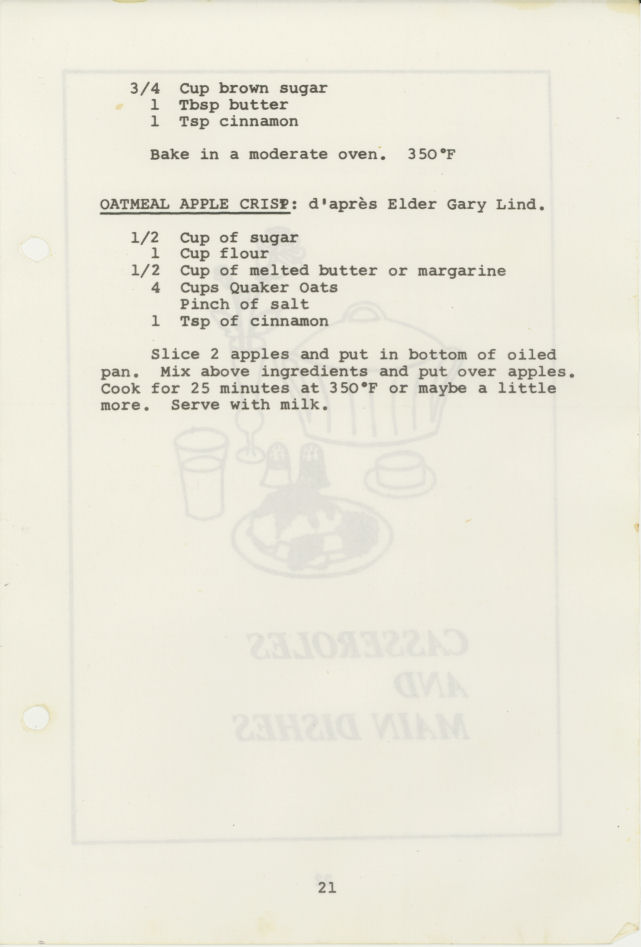 3/4 Cup brown sugar
1 Tbsp butter
1 Tsp cinnamon
Bake in a moderate oven. 350°F
OATMEAL APPLE CRISP: d'après Elder Gary Lind.
1/2 Cup of sugar
1 Cup flour
1/2 Cup of melted butter or margarine
4 Cups Quaker Oats
Pinch of salt
1 Tsp of cinnamon
Slice 2 apples and put in bottom of oiled
pan. Mix above ingredients and put over apples.
Cook for 25 minutes at 350°F or maybe a little
more. Serve with milk.
CASSEROLES
AND
MAIN DISHES
21